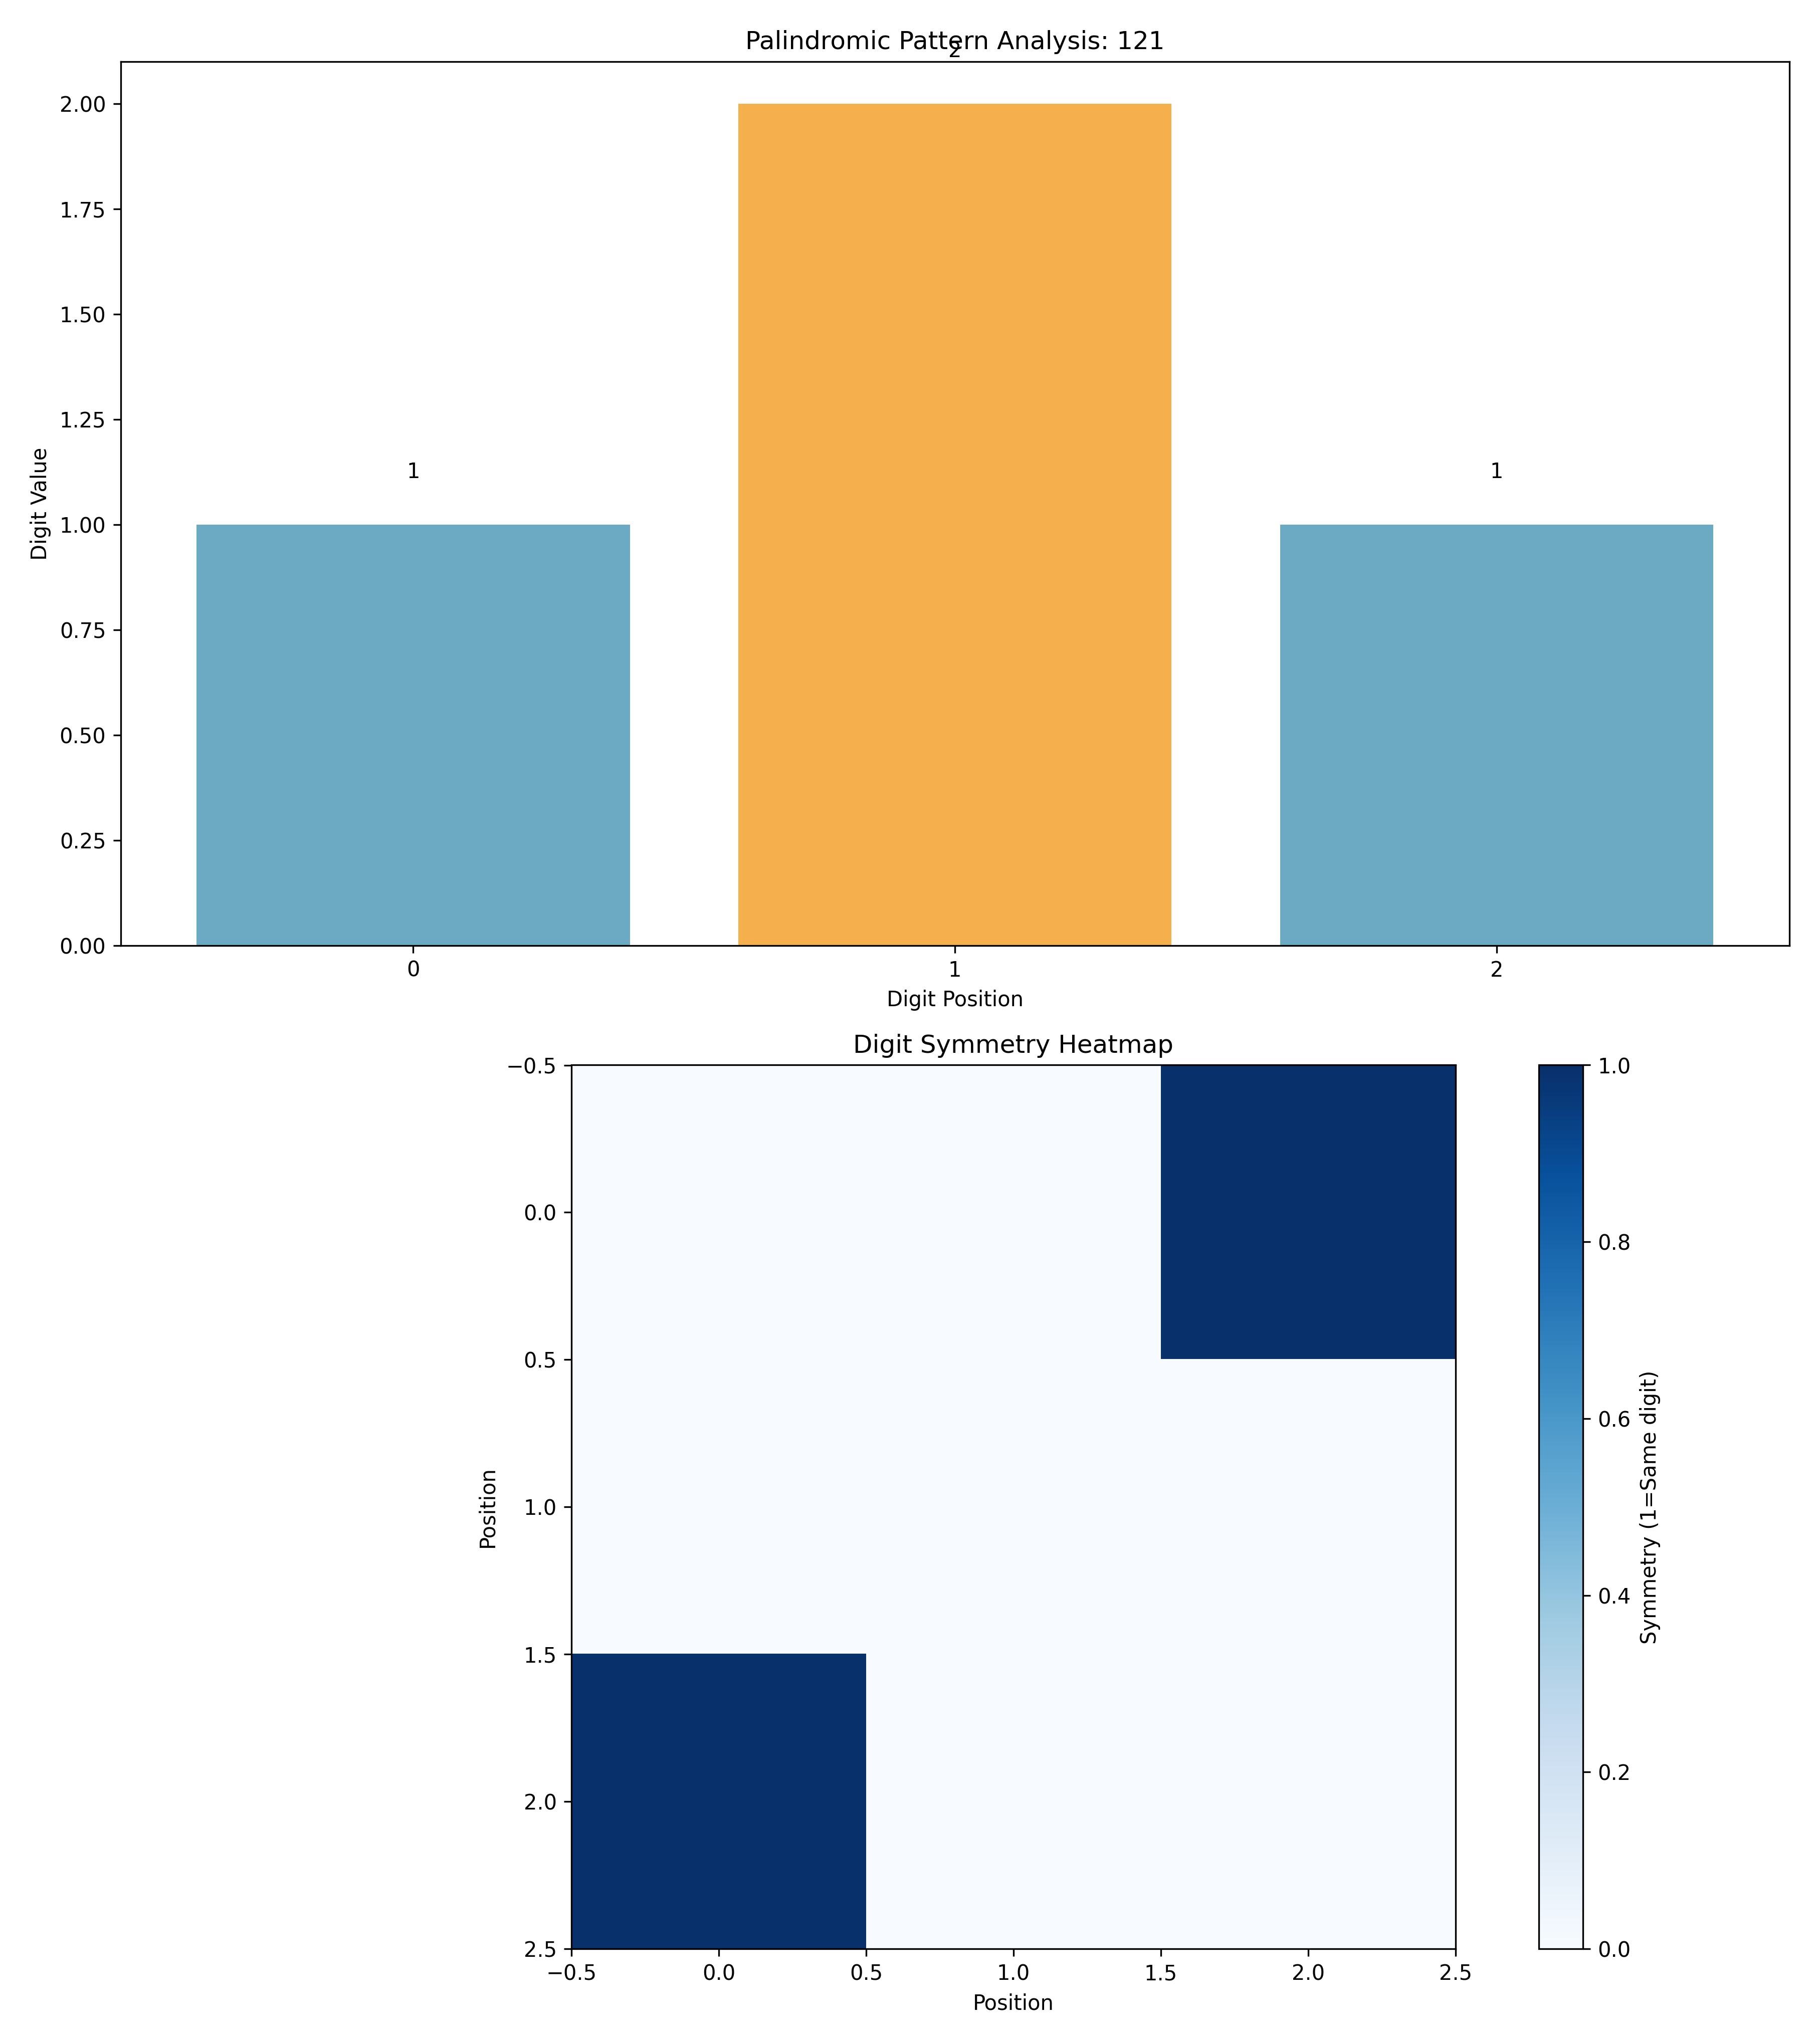 Palindromic Pattern Analysis: 121
2
2.00
1.75
1.50
1.25
1.00
0.75
0.50
0.25
0.00
Digit Value
1
1
0 1 2
Digit Position
Digit Symmetry Heatmap
−0.5
0.0
0.5
1.0
1.5
2.0
2.5
Position
−0.5 0.0 0.5 1.0 1.5 2.0 2.5
Position
1.0
0.8
0.6
0.4
0.2
0.0
Symmetry (1=Same digit)